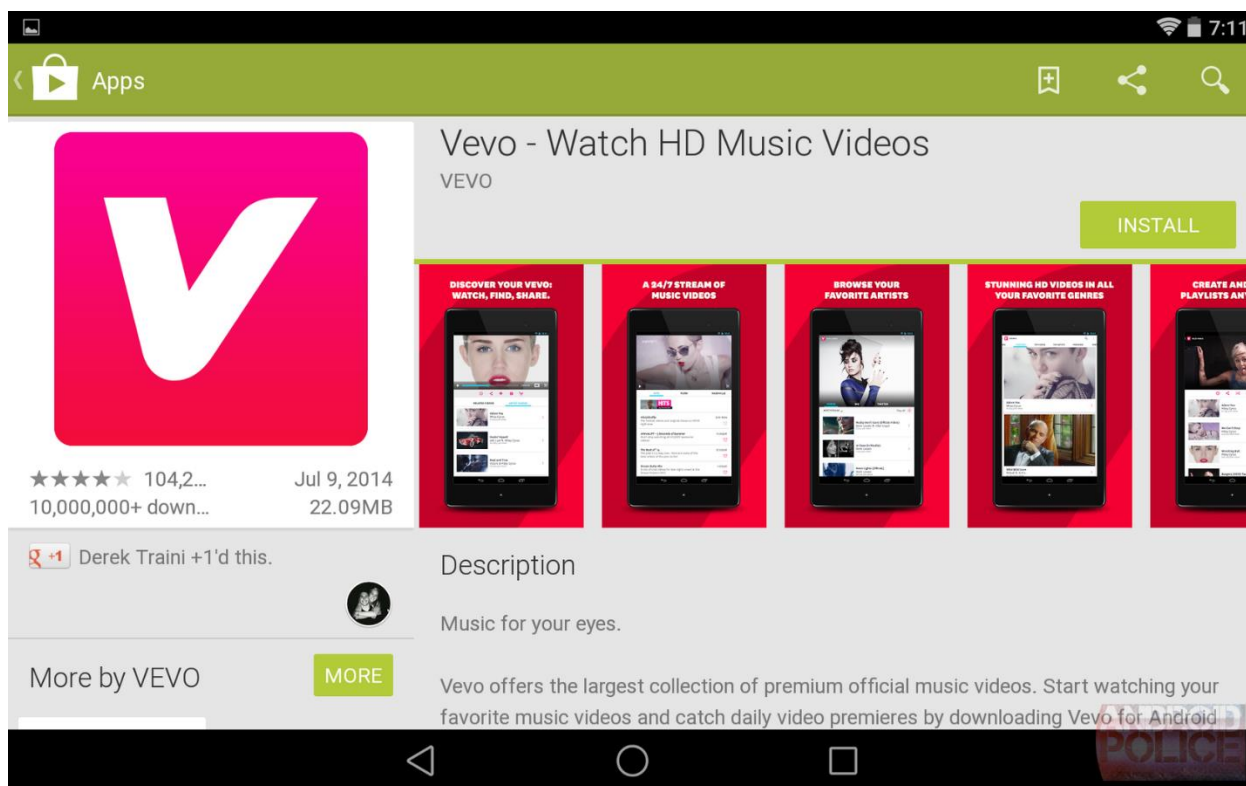 7:11
Apps
Vevo - Watch HD Music Videos
VEVO
INSTALL
DISCOVER YOUR VEVO:
WATCH, FIND, SHARE.
A 24/7 STREAM OF
MUSIC VIDEOS
BROWSE YOUR
FAVORITE ARTISTS
STUNNING HD VIDEOS IN ALL
YOUR FAVORITE GENRES
CREATE AND
PLAYLISTS
104,2...
Jul 9, 2014
10,000,000+ down...
22.09MB
g +1 Derek Traini +1'd this.
More by VEVO
MORE
Description
Music for your eyes.
Vevo offers the largest collection of premium official music videos. Start watching your
favorite music videos and catch daily video premieres by downloading Vevo for Android
ANDROID
POLICE